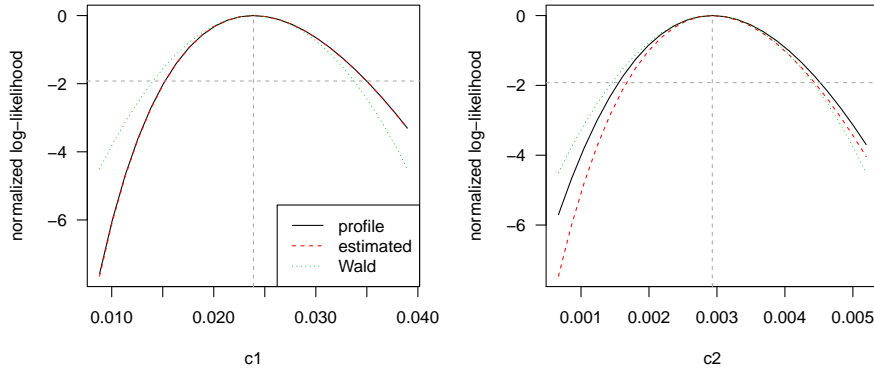 normalized log−likelihood
0
−2
−4
−6
0.010
0.020
0.030
0.040
c1
profile
estimated
Wald
normalized log−likelihood
0
−2
−4
−6
0.001
0.002
0.003
0.004
0.005
c2